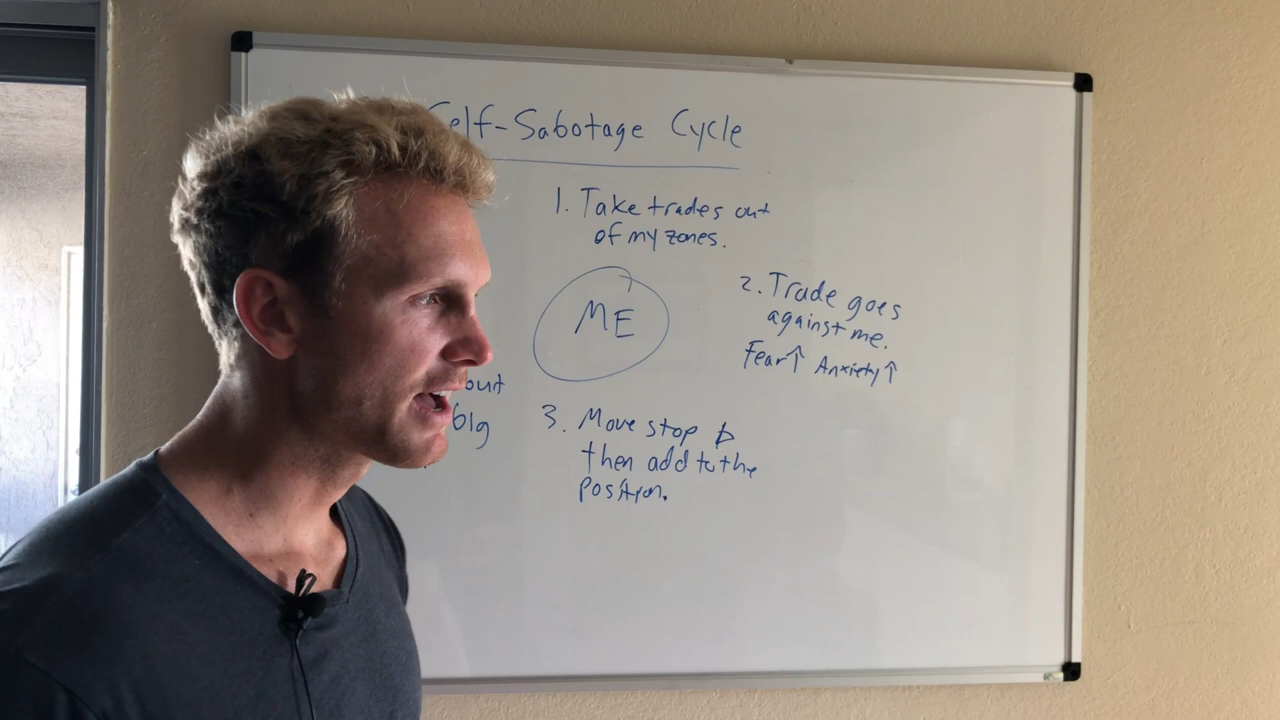 elf-Sabotage Cycle
1. Take trades out
of my zones.
ME
2. Trade goes
against me.
Fear↑ Anxiety↑
3. Move stop &
then add to the
position.
out
big